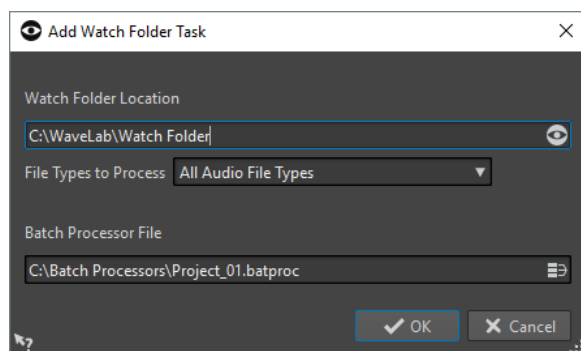 Add Watch Folder Task
Watch Folder Location
C:\WaveLab\Watch Folder
File Types to Process All Audio File Types
Batch Processor File
C:\Batch Processors\Project_01.batproc
OK Cancel
?